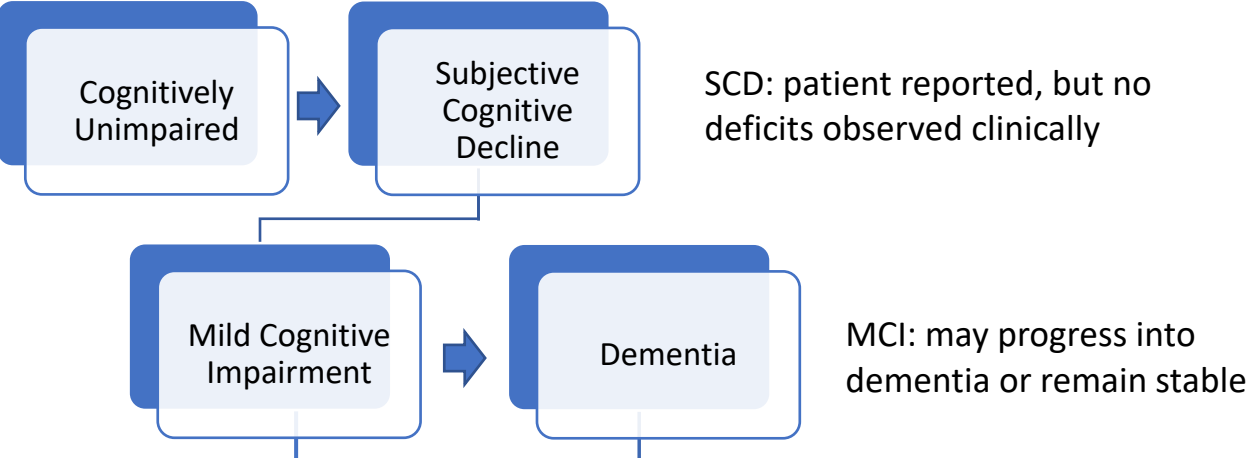 Cognitively
Unimpaired
Subjective
Cognitive
Decline
SCD: patient reported, but no
deficits observed clinically
Mild Cognitive
Impairment
Dementia
MCI: may progress into
dementia or remain stable